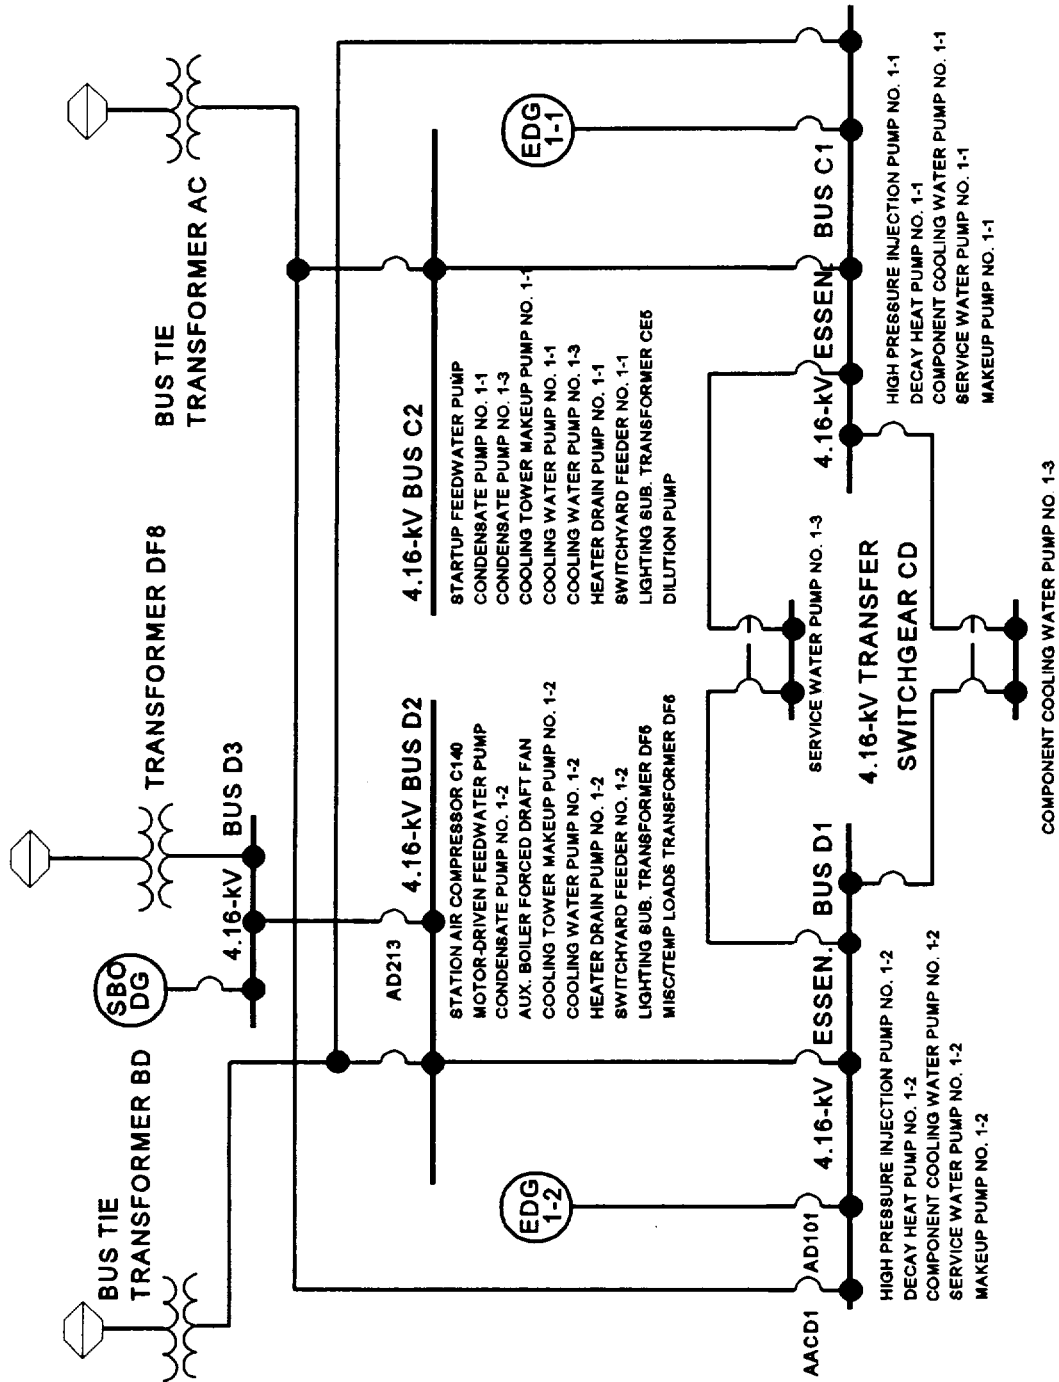 BUS TIE
TRANSFORMER BD
SBO
DG
TRANSFORMER DF8
BUS TIE
TRANSFORMER AC
4.16-kV BUS D3
AD213
4.16-kV BUS D2
STATION AIR COMPRESSOR C140
MOTOR-DRIVEN FEEDWATER PUMP
CONDENSATE PUMP NO. 1-2
AUX. BOILER FORCED DRAFT FAN
COOLING TOWER MAKEUP PUMP NO. 1-2
COOLING WATER PUMP NO. 1-2
HEATER DRAIN PUMP NO. 1-2
SWITCHYARD FEEDER NO. 1-2
LIGHTING SUB. TRANSFORMER DF5
MISC/TEMP LOADS TRANSFORMER DF6
4.16-kV BUS C2
STARTUP FEEDWATER PUMP
CONDENSATE PUMP NO. 1-1
CONDENSATE PUMP NO. 1-3
COOLING TOWER MAKEUP PUMP NO. 1-1
COOLING WATER PUMP NO. 1-1
COOLING WATER PUMP NO. 1-3
HEATER DRAIN PUMP NO. 1-1
SWITCHYARD FEEDER NO. 1-1
LIGHTING SUB. TRANSFORMER CE5
DILUTION PUMP
EDG
1-2
EDG
1-1
AACD1
AD101
4.16-kV ESSEN. BUS D1
HIGH PRESSURE INJECTION PUMP NO. 1-2
DECAY HEAT PUMP NO. 1-2
COMPONENT COOLING WATER PUMP NO. 1-2
SERVICE WATER PUMP NO. 1-2
MAKEUP PUMP NO. 1-2
SERVICE WATER PUMP NO. 1-3
4.16-kV TRANSFER
SWITCHGEAR CD
COMPONENT COOLING WATER PUMP NO. 1-3
4.16-kV ESSEN. BUS C1
HIGH PRESSURE INJECTION PUMP NO. 1-1
DECAY HEAT PUMP NO. 1-1
COMPONENT COOLING WATER PUMP NO. 1-1
SERVICE WATER PUMP NO. 1-1
MAKEUP PUMP NO. 1-1